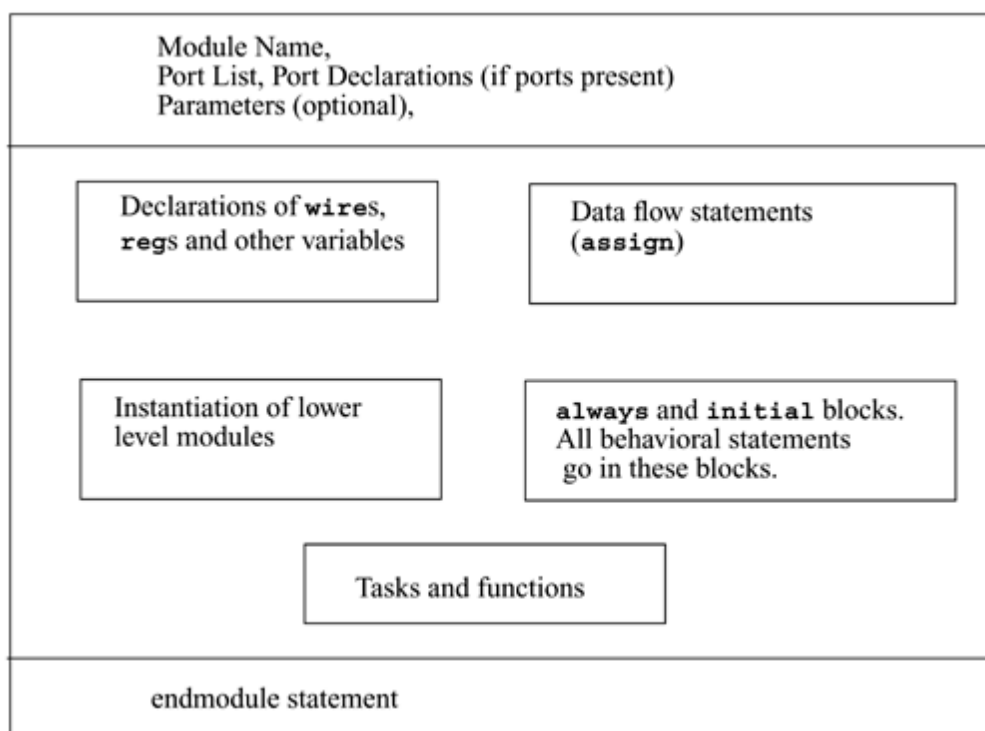 Module Name,
Port List, Port Declarations (if ports present)
Parameters (optional),
Declarations of wires,
regs and other variables
Data flow statements
(assign)
Instantiation of lower
level modules
always and initial blocks.
All behavioral statements
go in these blocks.
Tasks and functions
endmodule statement